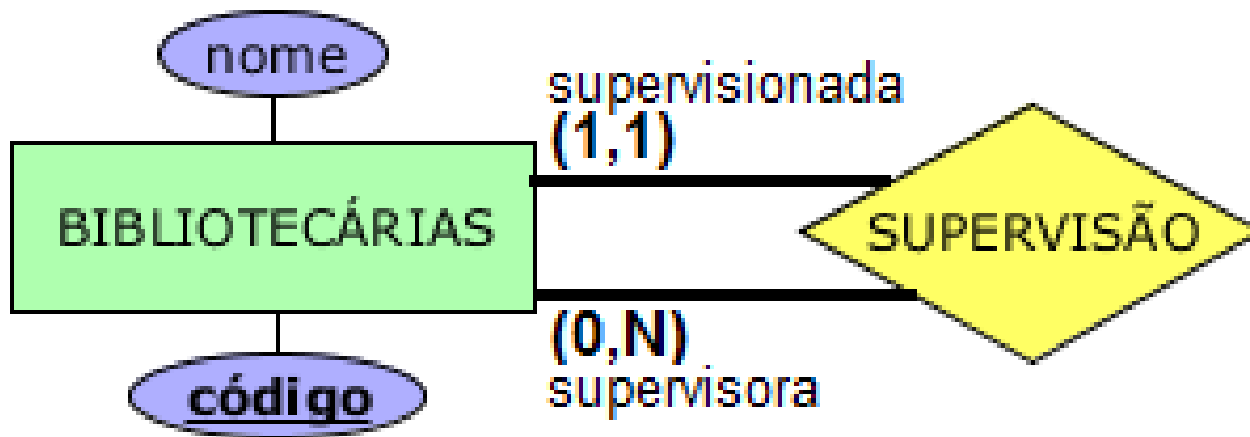 nome
supervisionada
(1,1)
BIBLIOTECÁRIAS
SUPERVISÃO
(0,N)
supervisora
código